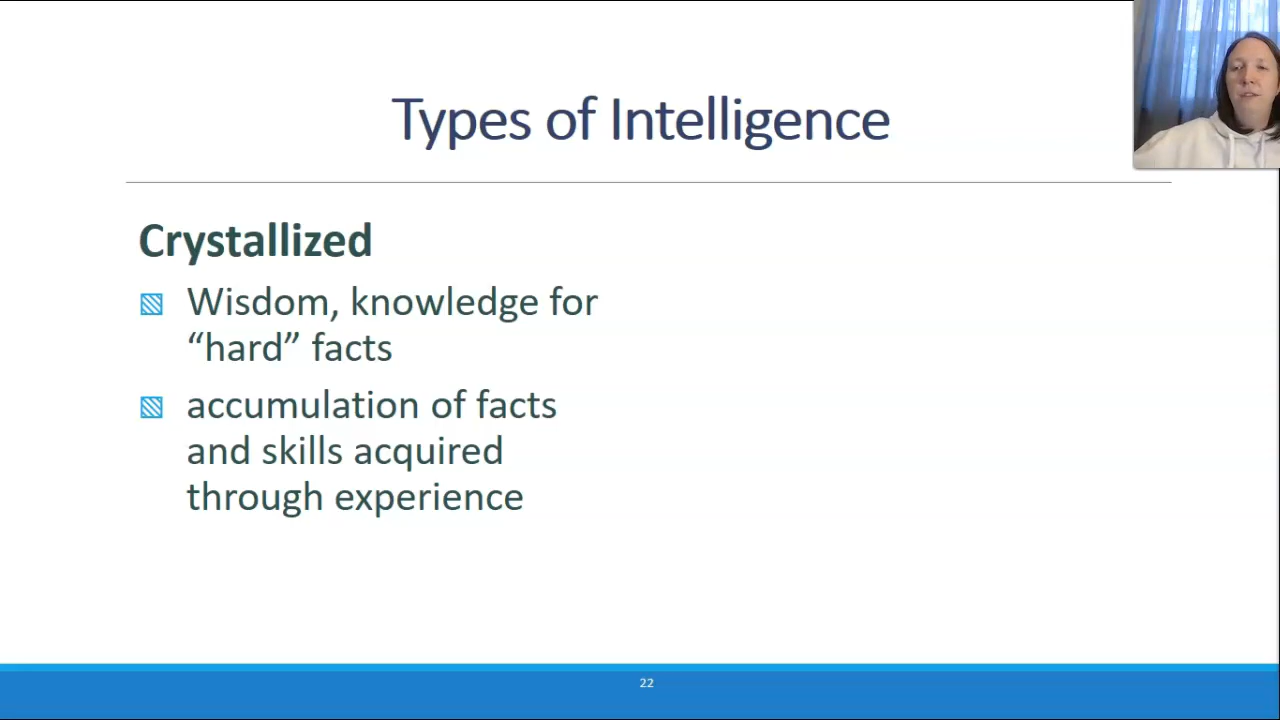 Types of Intelligence
Crystallized
Wisdom, knowledge for
“hard” facts
accumulation of facts
and skills acquired
through experience
22